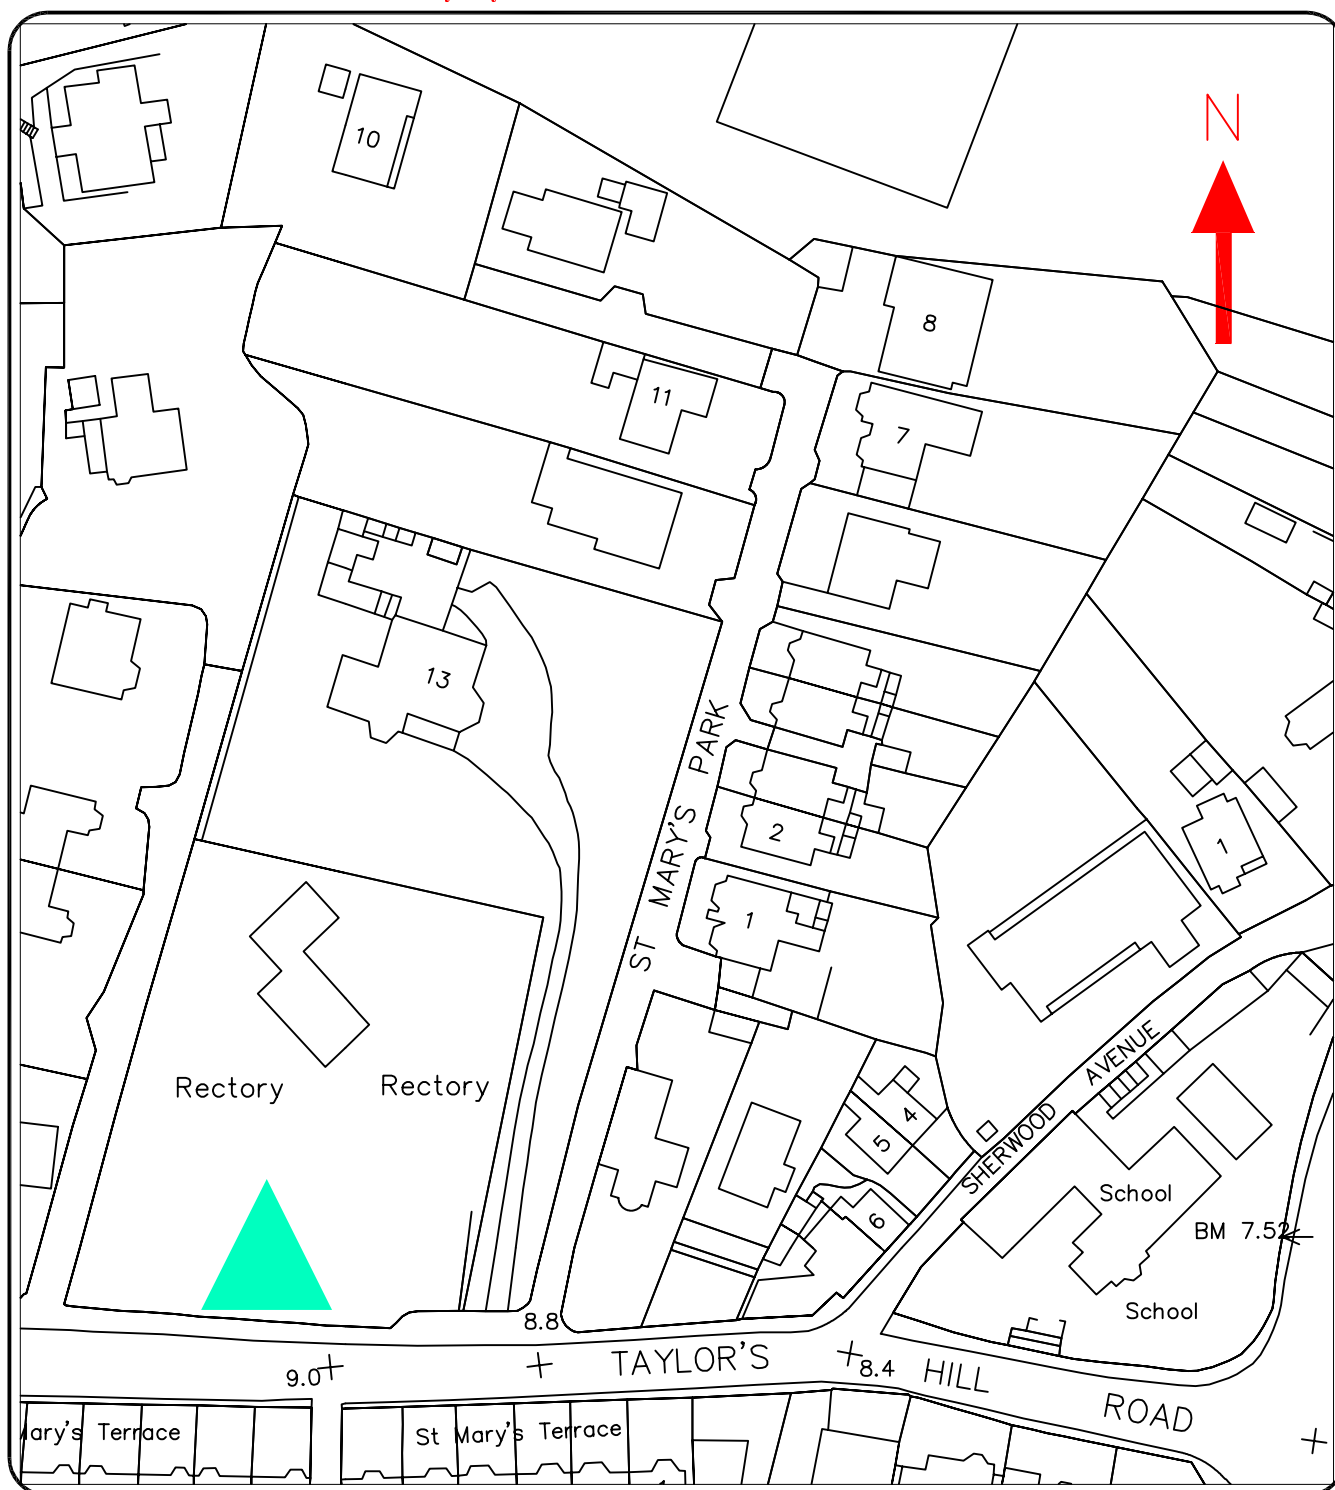 N
10
8
11
7
13
ST MARY'S PARK
2
1
1
Rectory
Rectory
SHERWOOD AVENUE
4
5
6
School
BM 7.52
School
8.8
9.0
TAYLOR'S HILL ROAD
8.4
ary's Terrace
St Mary's Terrace